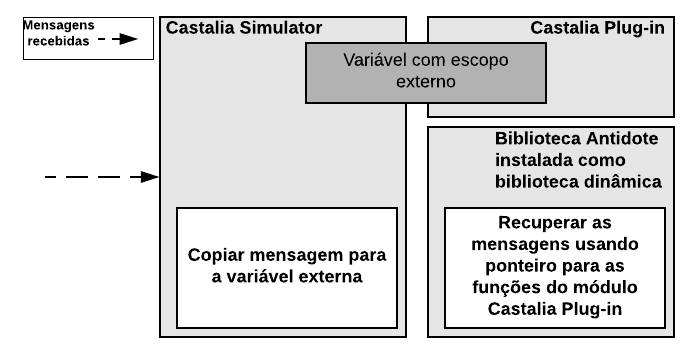 Mensagens
recebidas
Castalia Simulator
Castalia Plug-in
Variável com escopo
externo
Biblioteca Antidote
instalada como
biblioteca dinâmica
Copiar mensagem para
a variável externa
Recuperar as
mensagens usando
ponteiro para as
funções do módulo
Castalia Plug-in